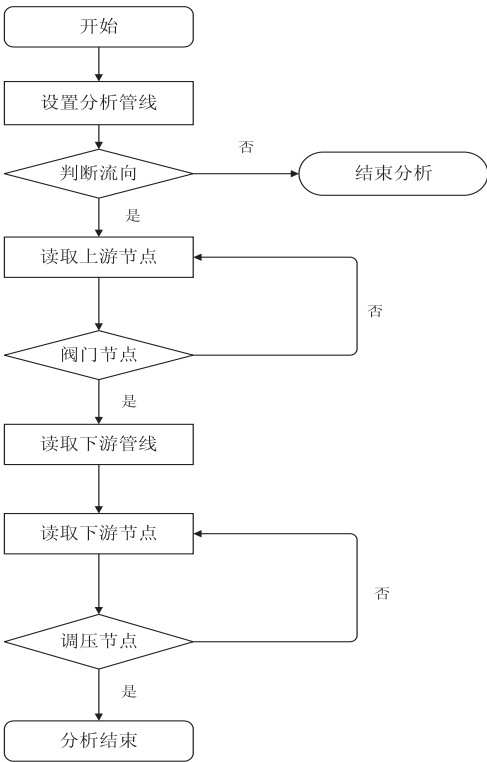 开始
设置分析管线
否
判断流向
结束分析
是
读取上游节点
否
阀门节点
是
读取下游管线
读取下游节点
否
调压节点
是
分析结束